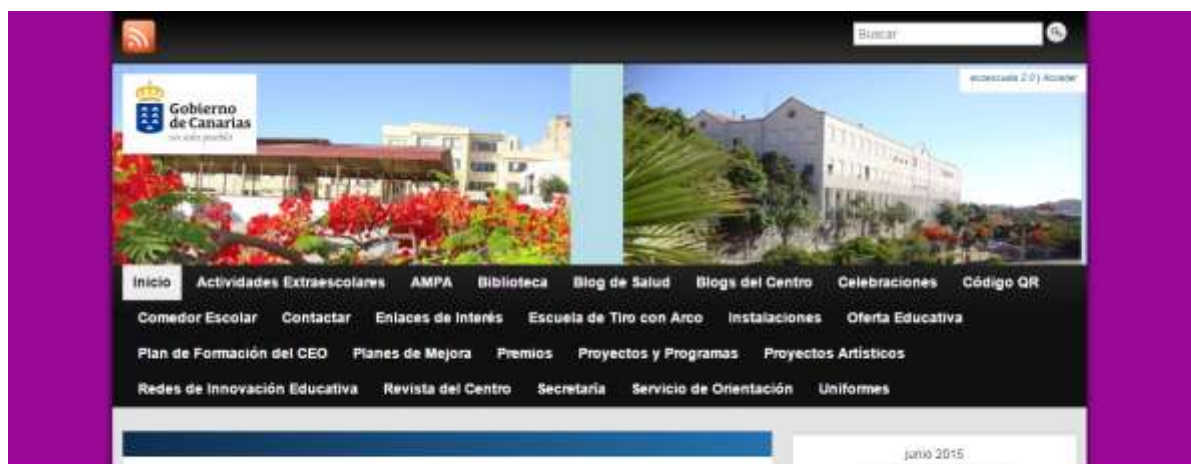 Buscar
Gobierno
de Canarias
ecoescuela 2.0 | Acceder
Inicio Actividades Extraescolares AMPA Biblioteca Blog de Salud Blogs del Centro Celebraciones Código QR
Comedor Escolar Contactar Enlaces de Interés Escuela de Tiro con Arco Instalaciones Oferta Educativa
Plan de Formación del CEO Planes de Mejora Premios Proyectos y Programas Proyectos Artísticos
Redes de Innovación Educativa Revista del Centro Secretaría Servicio de Orientación Uniformes
junio 2015